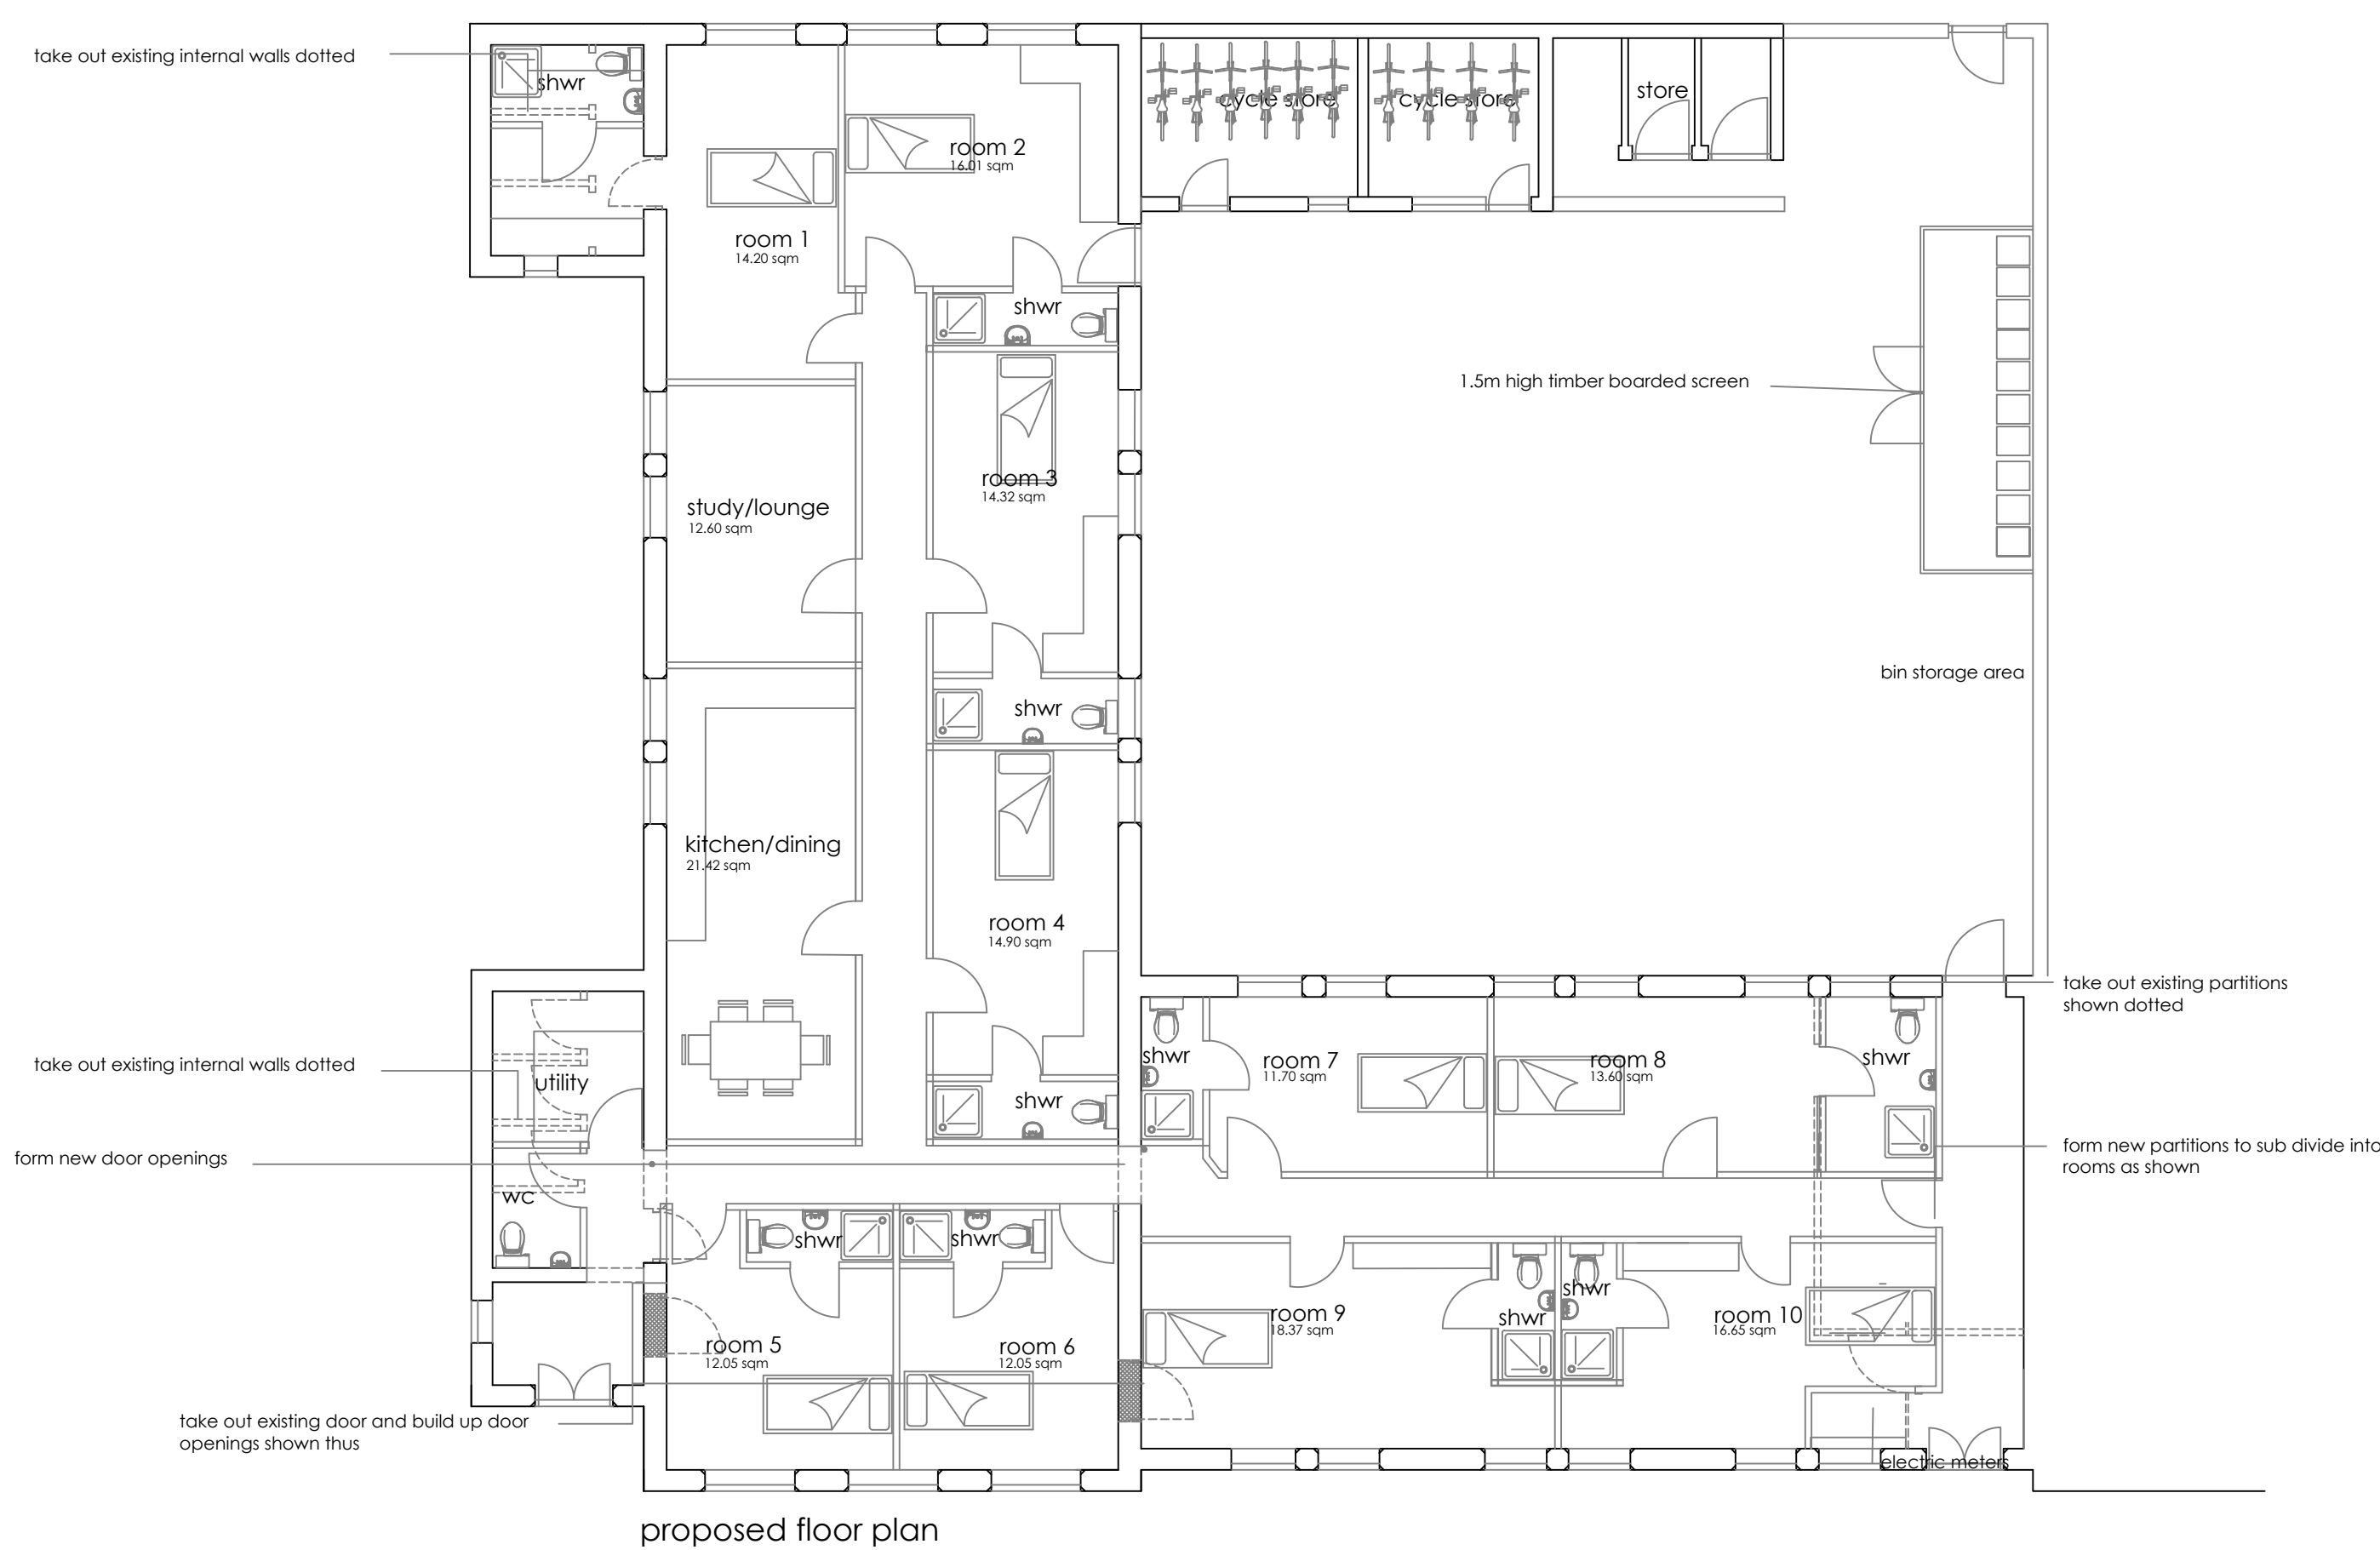 take out existing internal walls dotted
shwr
room 2
16.01 sqm
cycle store
cycle store
store
room 1
14.20 sqm
shwr
1.5m high timber boarded screen
room 3
14.32 sqm
study/lounge
12.60 sqm
bin storage area
shwr
kitchen/dining
21.42 sqm
room 4
14.90 sqm
take out existing partitions
shown dotted
take out existing internal walls dotted
utility
shwr
shwr
room 7
11.70 sqm
room 8
13.60 sqm
shwr
form new door openings
form new partitions to sub divide into
rooms as shown
wc
shwr
shwr
room 5
12.05 sqm
room 6
12.05 sqm
room 9
18.37 sqm
shwr
shwr
room 10
16.65 sqm
take out existing door and build up door
openings shown thus
electric meters
proposed floor plan